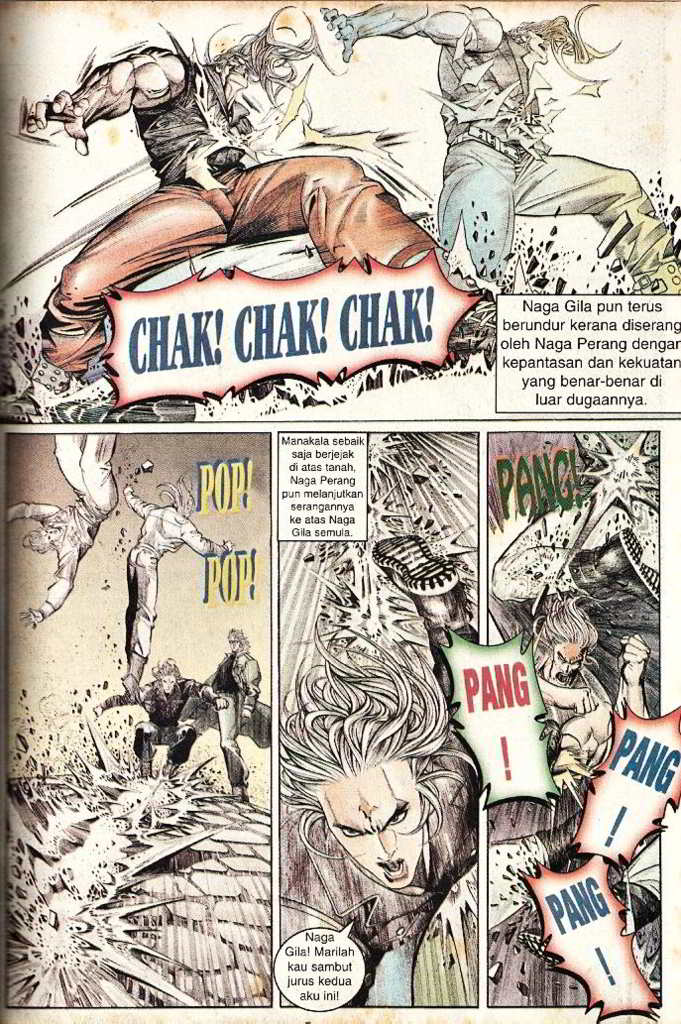 CHAK! CHAK! CHAK!
Naga Gila pun terus
berundur kerana diserang
oleh Naga Perang dengan
kepantasan dan kekuatan
yang benar-benar di
luar dugaannya.
POP!
POP!
Manakala sebaik
saja berjejak
di atas tanah,
Naga Perang
pun melanjutkan
serangannya
ke atas Naga
Gila semula.
Naga
Gila! Marilah
kau sambut
jurus kedua
aku ini!
PANG!
PANG
!
PANG
!
PANG
!